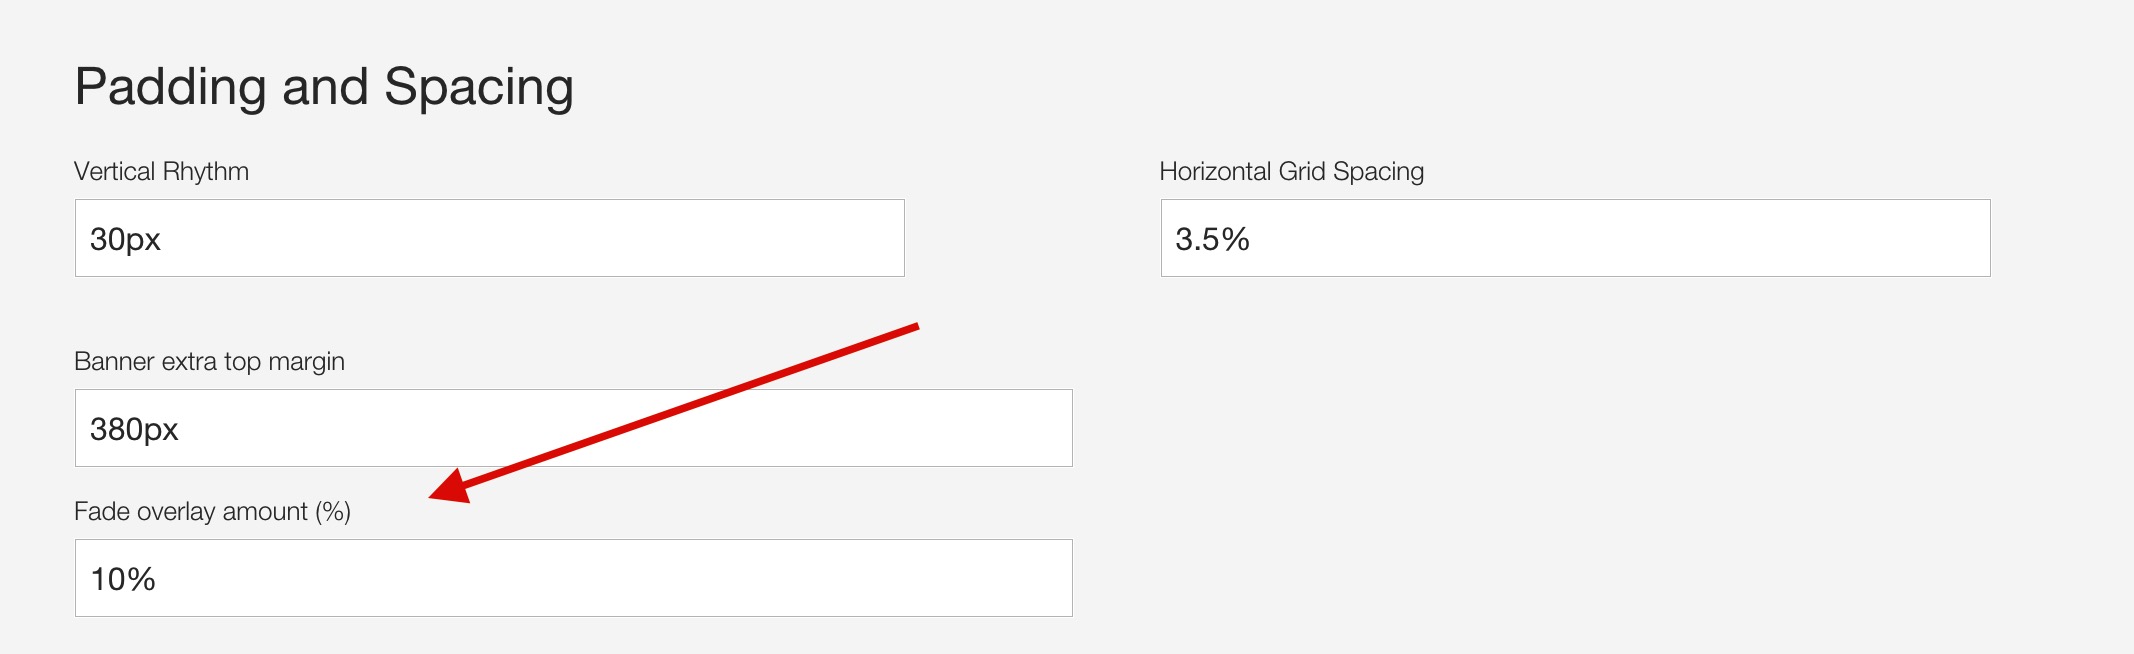 Padding and Spacing
Vertical Rhythm
Horizontal Grid Spacing
30px
3.5%
Banner extra top margin
380px
Fade overlay amount (%)
10%